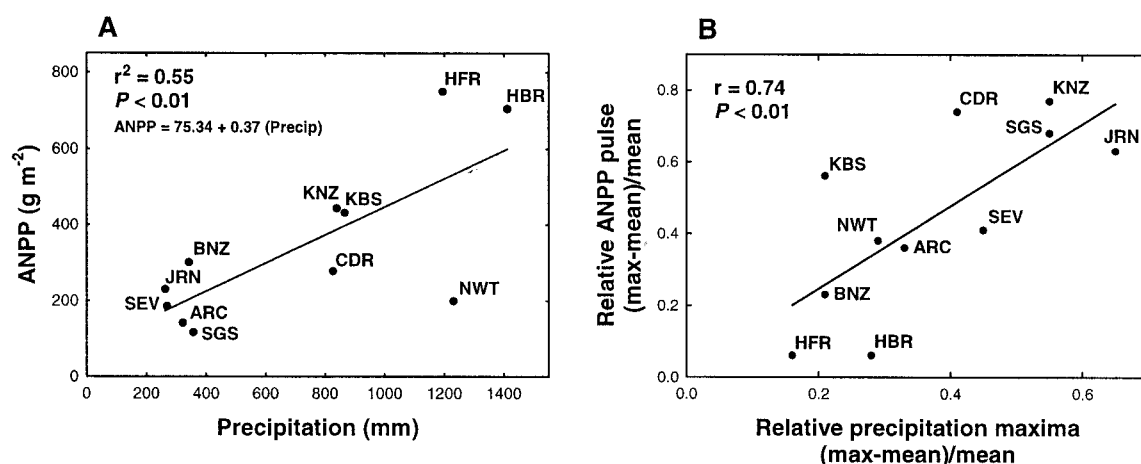 A
r² = 0.55
P < 0.01
ANPP = 75.34 + 0.37 (Precip)
HFR
HBR
KNZ
KBS
BNZ
JRN
CDR
SEV
ARC
SGS
NWT
800
600
400
200
0
ANPP (g m⁻²)
0 200 400 600 800 1000 1200 1400
Precipitation (mm)
B
r = 0.74
P < 0.01
CDR
KNZ
SGS
JRN
KBS
NWT
SEV
ARC
BNZ
HFR
HBR
0.8
0.6
0.4
0.2
0.0
Relative ANPP pulse
(max-mean)/mean
0.0 0.2 0.4 0.6
Relative precipitation maxima
(max-mean)/mean